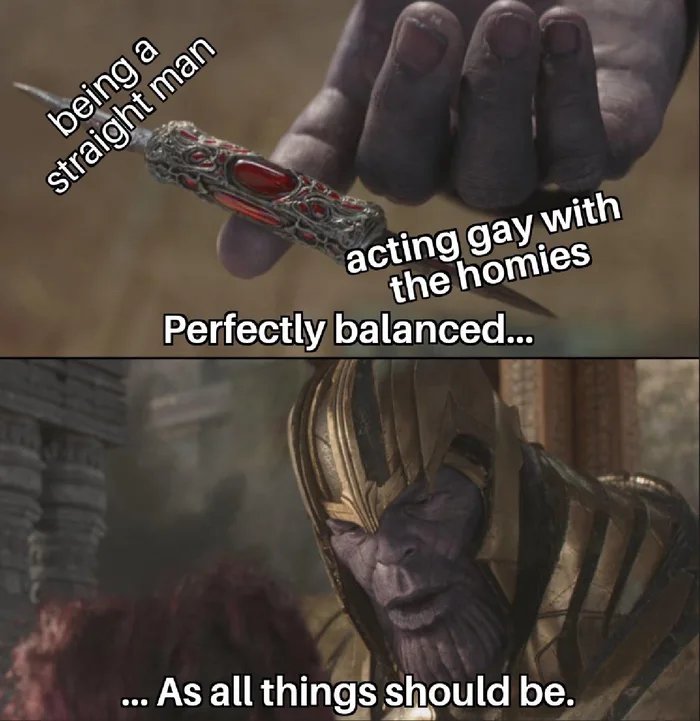 being a
straight man
acting gay with
the homies
Perfectly balanced...
... As all things should be.